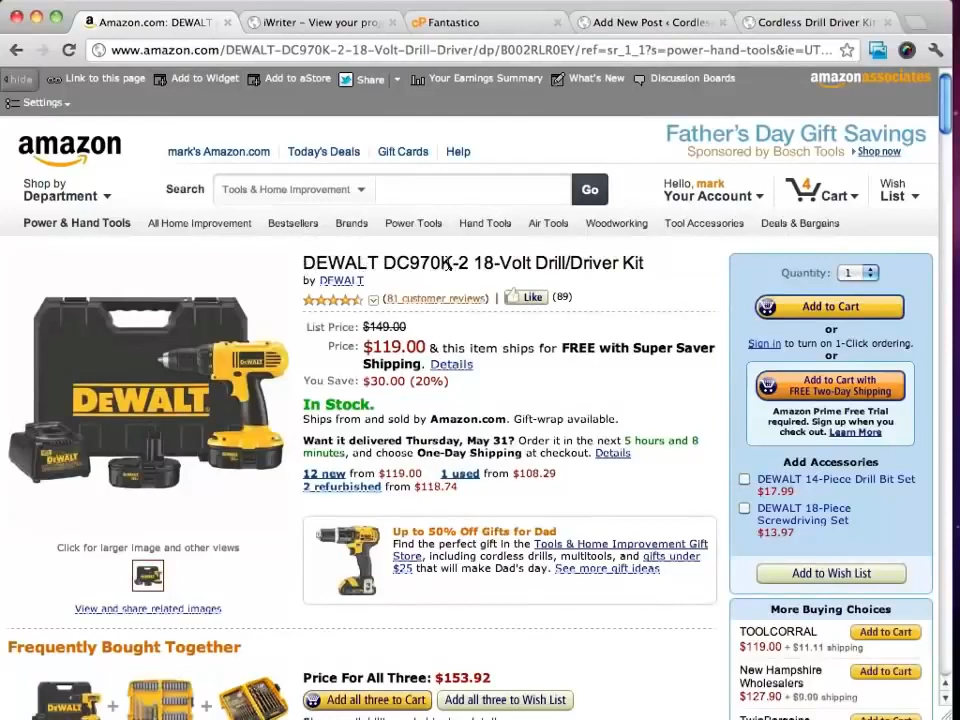 Amazon.com: DEWALT
iWriter – View your pro
Fantastico
Add New Post ‹ Cordles
Cordless Drill Driver Kit
www.amazon.com/DEWALT-DC970K-2-18-Volt-Drill-Driver/dp/B002RLR0EY/ref=sr_1_1?s=power-hand-tools&ie=UT...
hide
Link to this page
Add to Widget
Add to aStore
Share
Your Earnings Summary
What's New
Discussion Boards
amazonassociates
Settings
amazon
mark's Amazon.com
Today's Deals
Gift Cards
Help
Father's Day Gift Savings
Sponsored by Bosch Tools Shop now
Shop by
Department
Search
Tools & Home Improvement
Go
Hello, mark
Your Account
4
Cart
Wish
List
Power & Hand Tools
All Home Improvement
Bestsellers
Brands
Power Tools
Hand Tools
Air Tools
Woodworking
Tool Accessories
Deals & Bargains
DEWALT DC970K-2 18-Volt Drill/Driver Kit
by DEWALT
(81 customer reviews) | Like (89)
List Price: $149.00
Price: $119.00 & this item ships for FREE with Super Saver
Shipping. Details
You Save: $30.00 (20%)
In Stock.
Ships from and sold by Amazon.com. Gift-wrap available.
Want it delivered Thursday, May 31? Order it in the next 5 hours and 8
minutes, and choose One-Day Shipping at checkout. Details
12 new from $119.00 1 used from $108.29
2 refurbished from $118.74
Up to 50% Off Gifts for Dad
Find the perfect gift in the Tools & Home Improvement Gift
Store, including cordless drills, multitools, and gifts under
$25 that will make Dad's day. See more gift ideas
DEWALT
DEWALT
Click for larger image and other views
View and share related images
Quantity: 1
Add to Cart
or
Sign in to turn on 1-Click ordering.
or
Add to Cart with
FREE Two-Day Shipping
Amazon Prime Free Trial
required. Sign up when you
check out. Learn More
Add Accessories
DEWALT 14-Piece Drill Bit Set
$17.99
DEWALT 18-Piece
Screwdriving Set
$13.97
Add to Wish List
More Buying Choices
TOOLCORRAL
Add to Cart
$119.00 + $11.11 shipping
New Hampshire
Wholesalers
Add to Cart
$127.90 + $9.99 shipping
Frequently Bought Together
Price For All Three: $153.92
Add all three to Cart
Add all three to Wish List